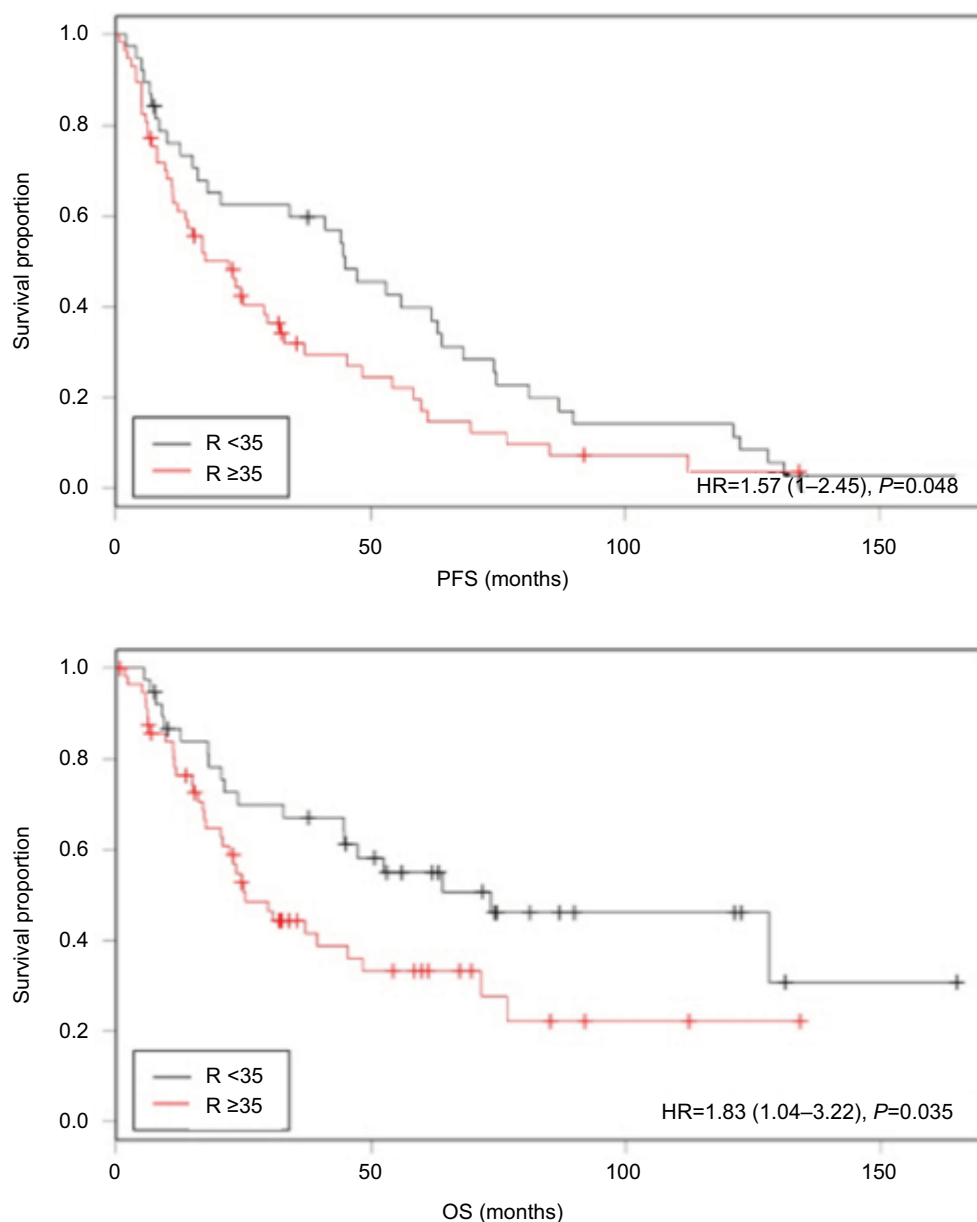 1.0
0.8
Survival proportion
0.6
0.4
0.2
R <35
R ≥35
0.0
HR=1.57 (1–2.45), P=0.048
0 50 100 150
PFS (months)
1.0
0.8
Survival proportion
0.6
0.4
0.2
R <35
R ≥35
0.0
HR=1.83 (1.04–3.22), P=0.035
0 50 100 150
OS (months)